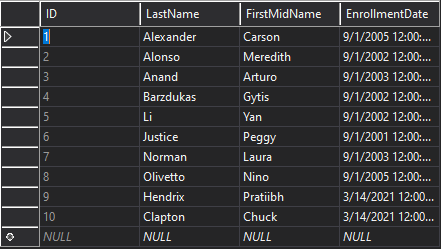 ID LastName FirstMidName EnrollmentDate
1 Alexander Carson 9/1/2005 12:00:...
2 Alonso Meredith 9/1/2002 12:00:...
3 Anand Arturo 9/1/2003 12:00:...
4 Barzdukas Gytis 9/1/2002 12:00:...
5 Li Yan 9/1/2002 12:00:...
6 Justice Peggy 9/1/2001 12:00:...
7 Norman Laura 9/1/2003 12:00:...
8 Olivetto Nino 9/1/2005 12:00:...
9 Hendrix Pratiibh 3/14/2021 12:00...
10 Clapton Chuck 3/14/2021 12:00...
NULL NULL NULL NULL